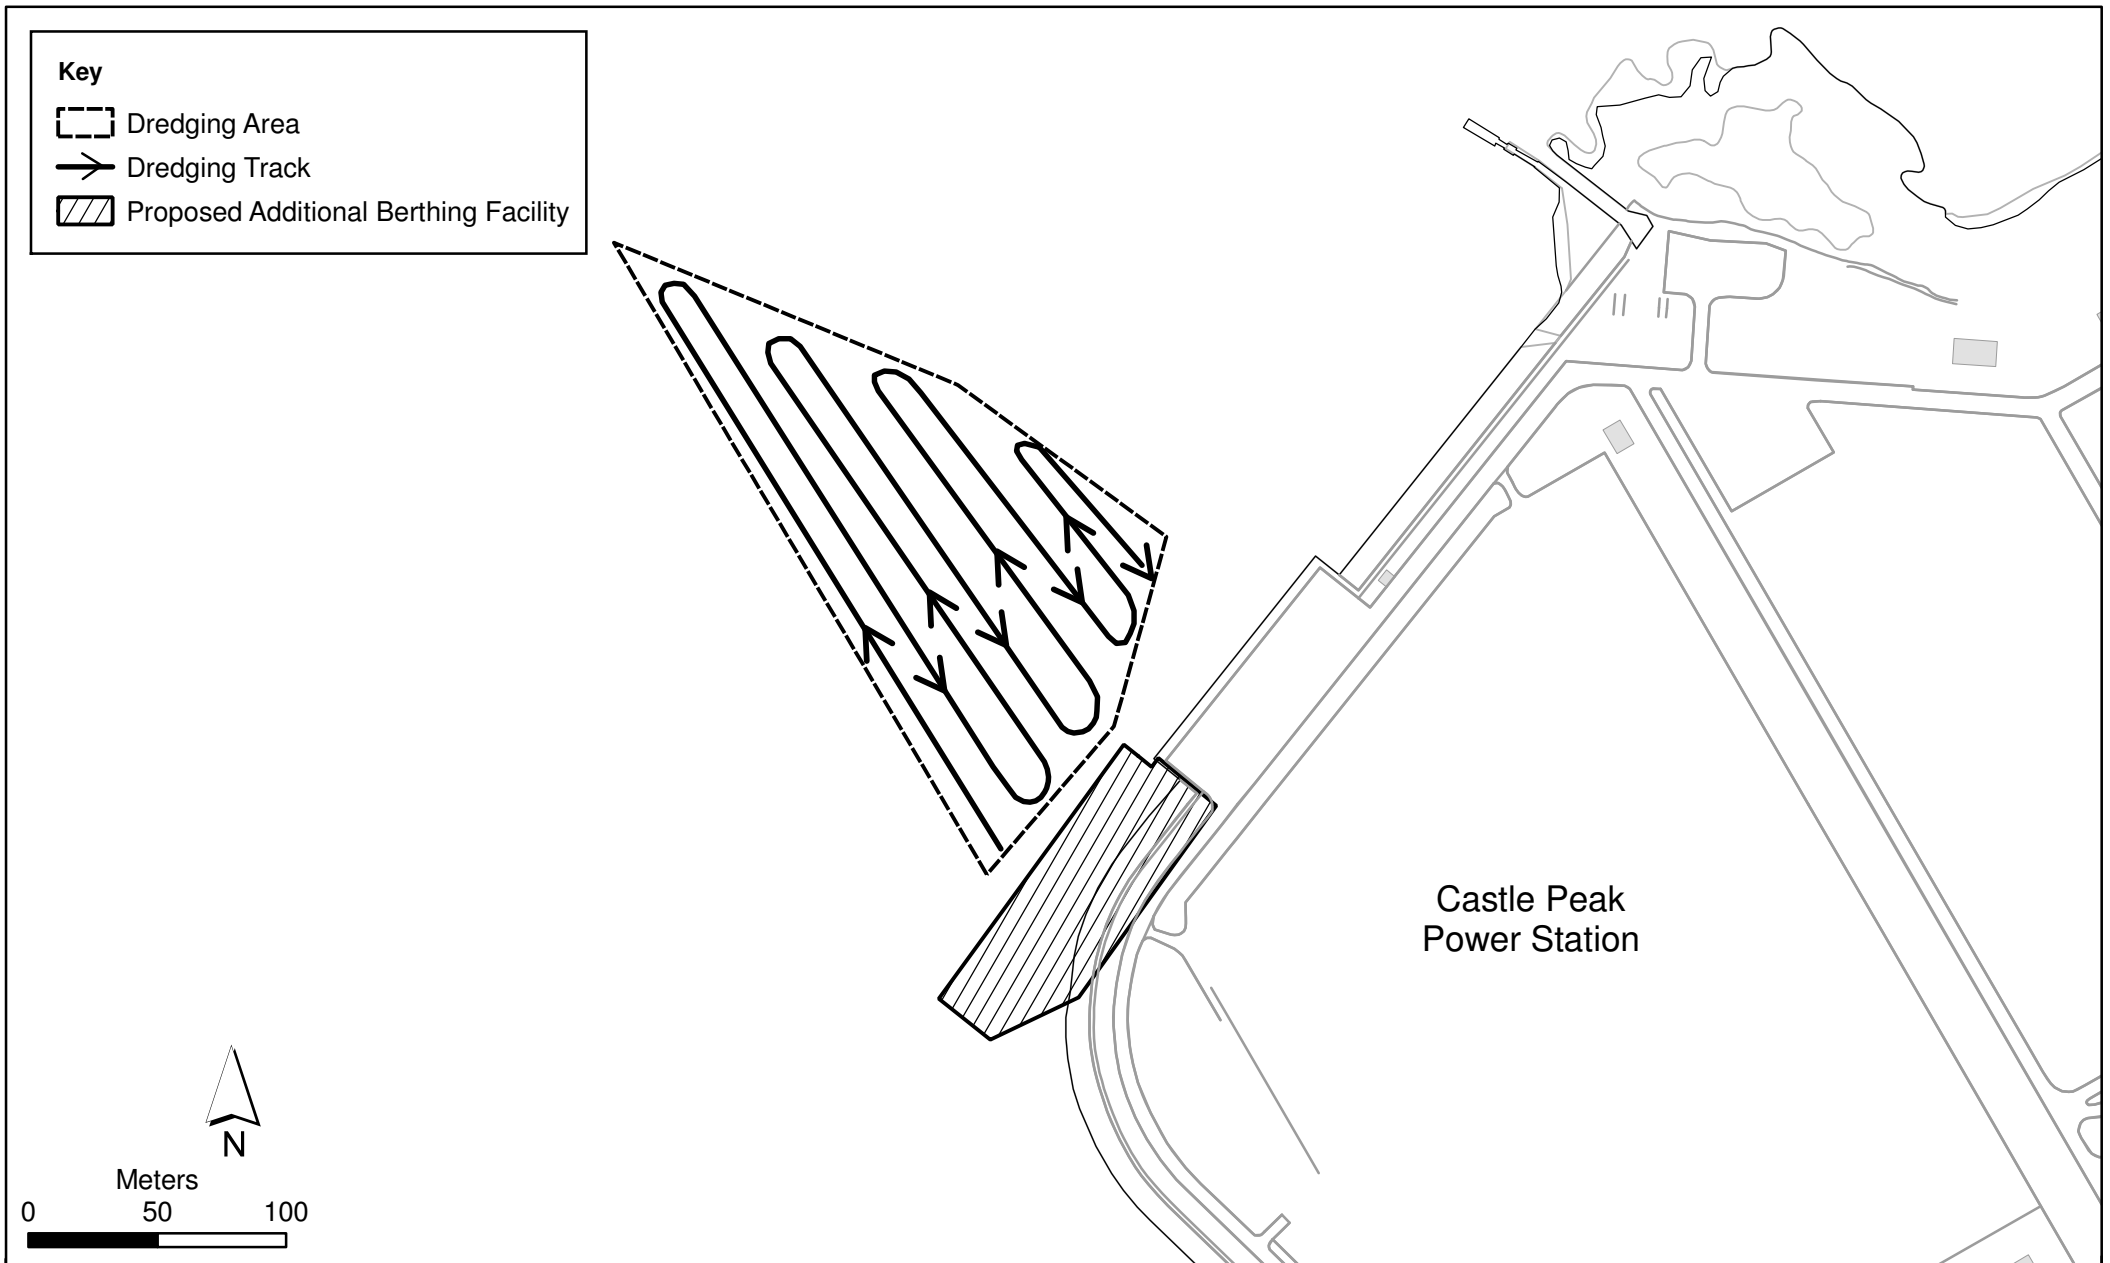 Key
Dredging Area
Dredging Track
Proposed Additional Berthing Facility
Castle Peak
Power Station
N
Meters
0 50 100